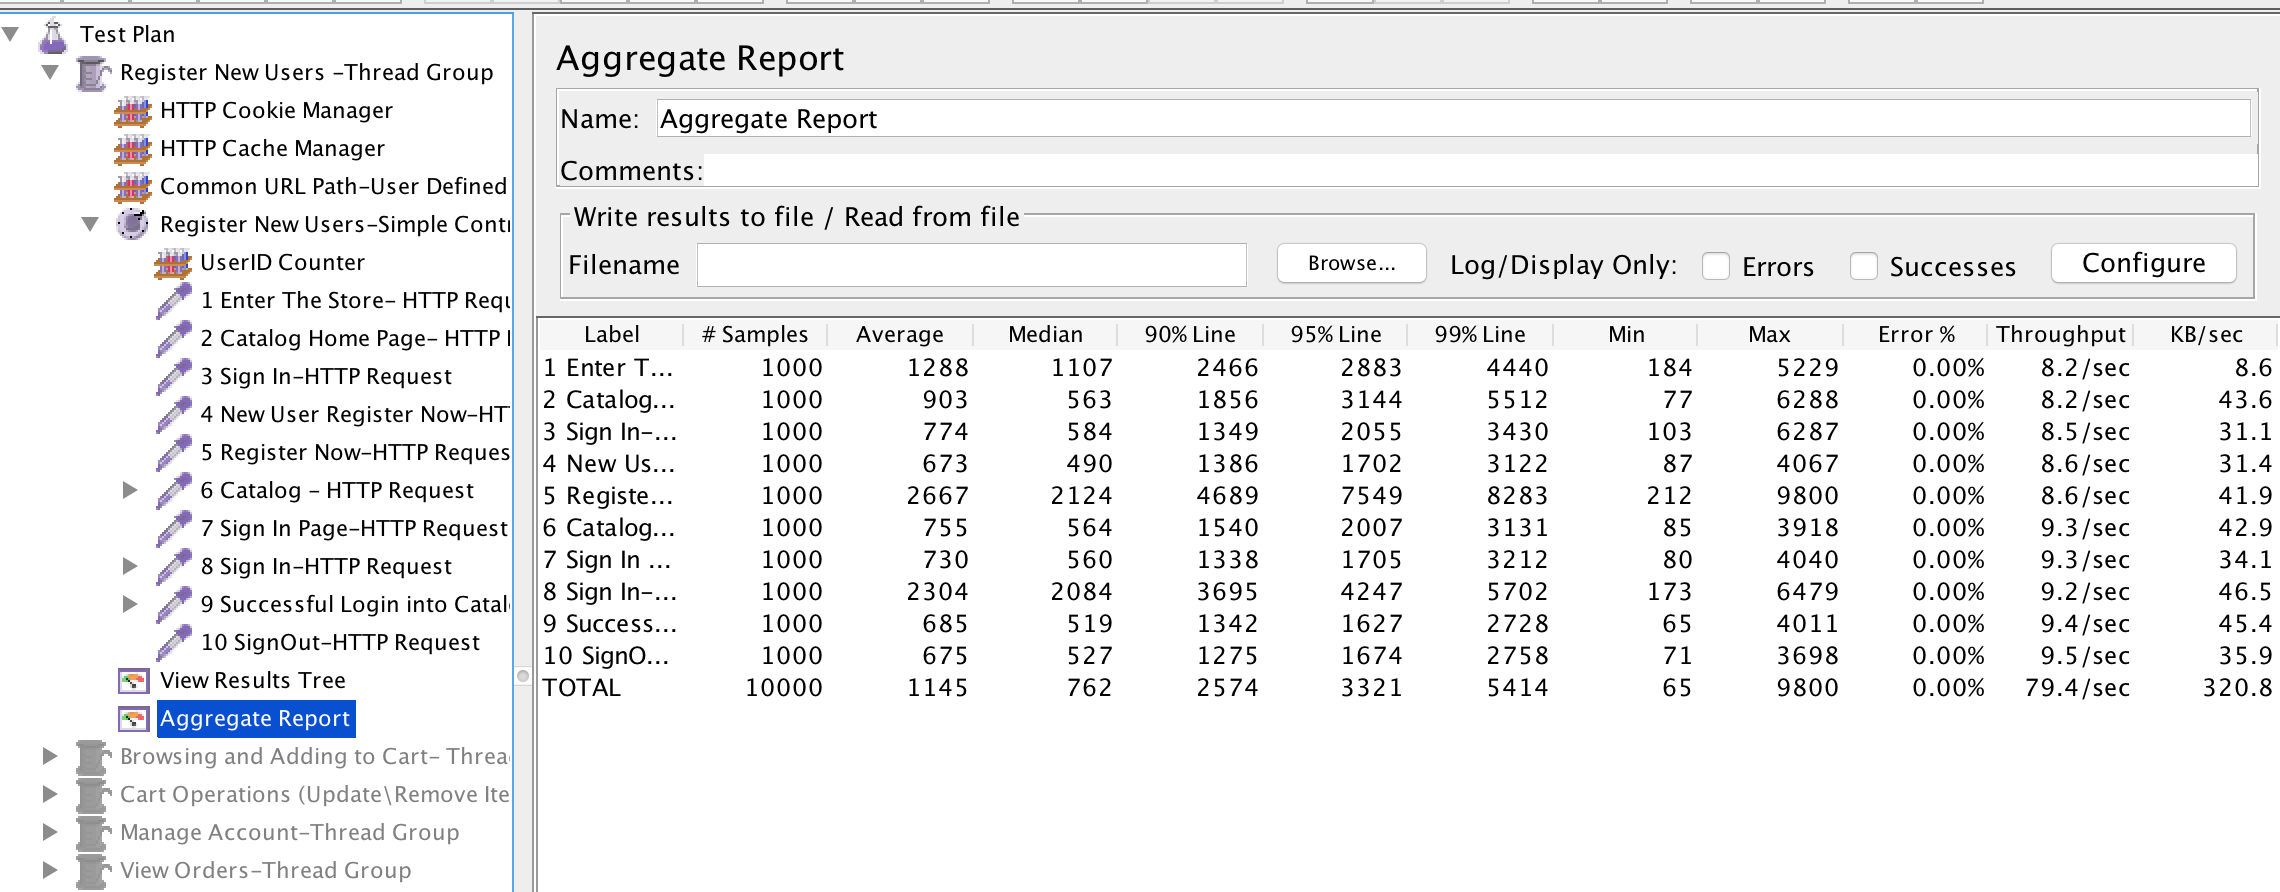 Test Plan
Register New Users -Thread Group
HTTP Cookie Manager
HTTP Cache Manager
Common URL Path-User Defined
Register New Users-Simple Cont
UserID Counter
1 Enter The Store- HTTP Requ
2 Catalog Home Page- HTTP
3 Sign In-HTTP Request
4 New User Register Now-HT
5 Register Now-HTTP Reques
6 Catalog - HTTP Request
7 Sign In Page-HTTP Request
8 Sign In-HTTP Request
9 Successful Login into Catal
10 SignOut-HTTP Request
View Results Tree
Aggregate Report
Browsing and Adding to Cart- Threa
Cart Operations (Update\Remove Ite
Manage Account-Thread Group
View Orders-Thread Group
Aggregate Report
Name: Aggregate Report
Comments:
Write results to file / Read from file
Filename Browse... Log/Display Only: Errors Successes Configure
Label # Samples Average Median 90% Line 95% Line 99% Line Min Max Error % Throughput KB/sec
1 Enter T... 1000 1288 1107 2466 2883 4440 184 5229 0.00% 8.2/sec 8.6
2 Catalog... 1000 903 563 1856 3144 5512 77 6288 0.00% 8.2/sec 43.6
3 Sign In-... 1000 774 584 1349 2055 3430 103 6287 0.00% 8.5/sec 31.1
4 New Us... 1000 673 490 1386 1702 3122 87 4067 0.00% 8.6/sec 31.4
5 Registe... 1000 2667 2124 4689 7549 8283 212 9800 0.00% 8.6/sec 41.9
6 Catalog... 1000 755 564 1540 2007 3131 85 3918 0.00% 9.3/sec 42.9
7 Sign In ... 1000 730 560 1338 1705 3212 80 4040 0.00% 9.3/sec 34.1
8 Sign In-... 1000 2304 2084 3695 4247 5702 173 6479 0.00% 9.2/sec 46.5
9 Success... 1000 685 519 1342 1627 2728 65 4011 0.00% 9.4/sec 45.4
10 SignO... 1000 675 527 1275 1674 2758 71 3698 0.00% 9.5/sec 35.9
TOTAL 10000 1145 762 2574 3321 5414 65 9800 0.00% 79.4/sec 320.8